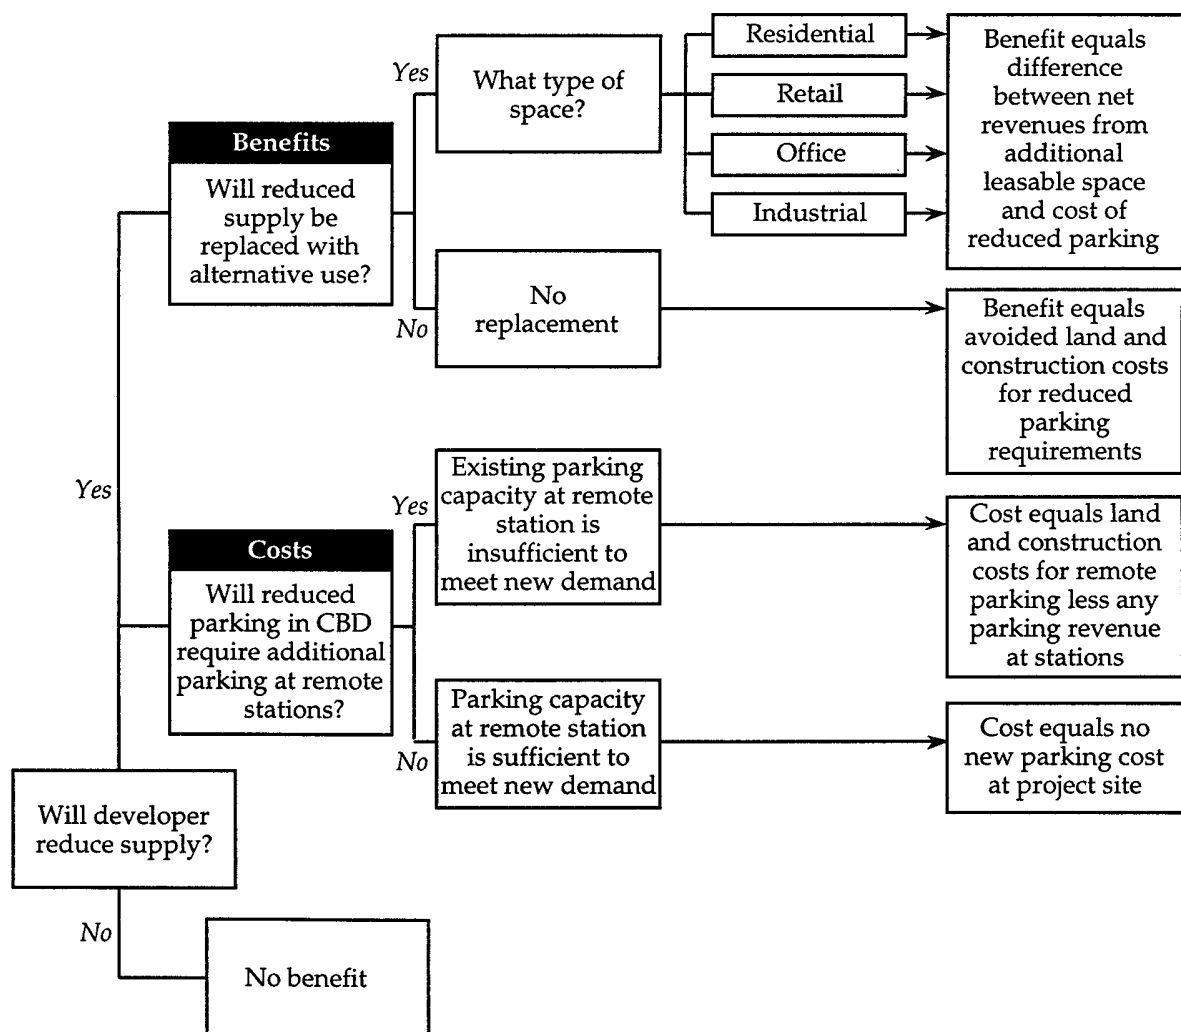 Yes
What type of
space?
Residential
Retail
Office
Industrial
Benefit equals
difference
between net
revenues from
additional
leasable space
and cost of
reduced parking
Benefits
Will reduced
supply be
replaced with
alternative use?
No
No
replacement
Benefit equals
avoided land and
construction costs
for reduced
parking
requirements
Yes
Yes
Existing parking
capacity at remote
station is
insufficient to
meet new demand
Cost equals land
and construction
costs for remote
parking less any
parking revenue
at stations
Costs
Will reduced
parking in CBD
require additional
parking at remote
stations?
No
Parking capacity
at remote station
is sufficient to
meet new demand
Cost equals no
new parking cost
at project site
Will developer
reduce supply?
No
No benefit